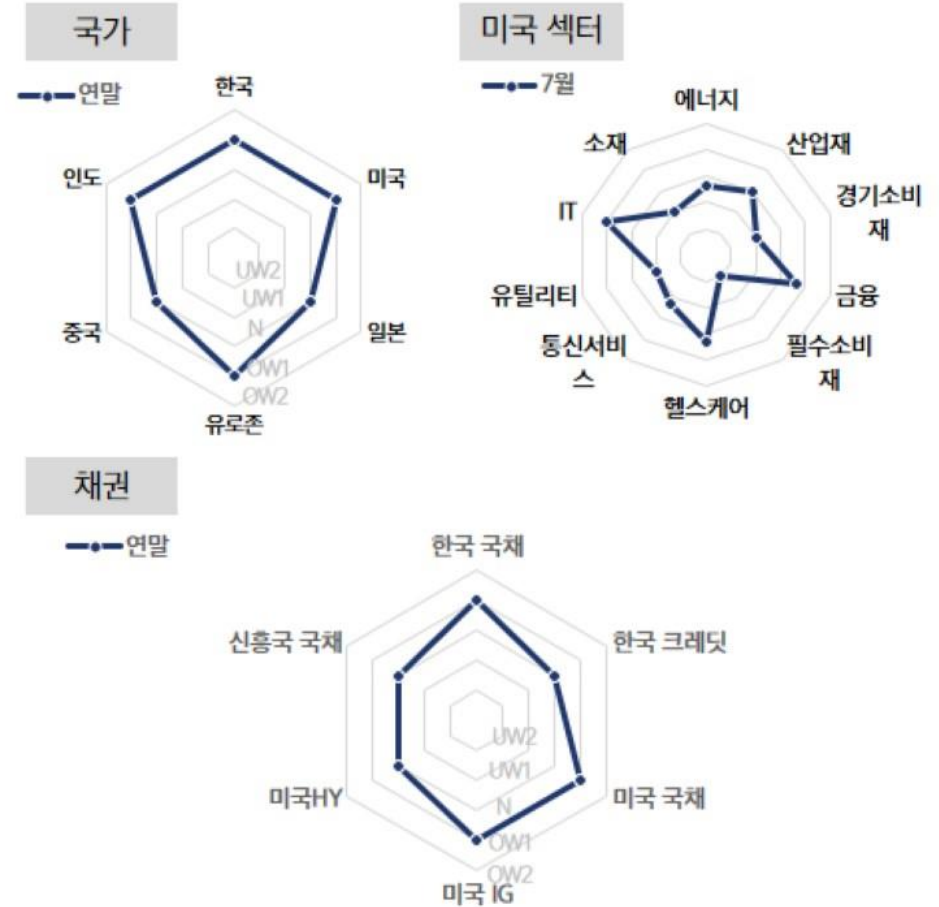 국가
미국 섹터
연말
한국
미국
일본
유로존
중국
인도
UW2
UW1
N
OW1
OW2
7월
에너지
산업재
경기소비
재
금융
필수소비
재
헬스케어
통신서비
스
유틸리티
IT
소재
채권
연말
한국 국채
한국 크레딧
미국 국채
미국 IG
미국HY
신흥국 국채
UW2
UW1
N
OW1
OW2